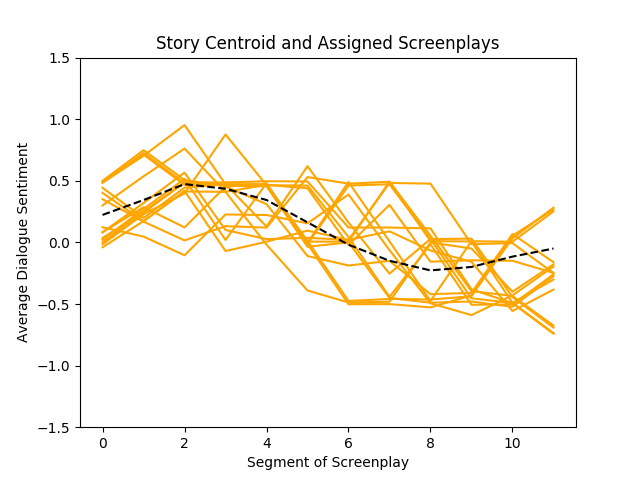 Story Centroid and Assigned Screenplays
1.5
1.0
0.5
0.0
−0.5
−1.0
−1.5
Average Dialogue Sentiment
0 2 4 6 8 10
Segment of Screenplay